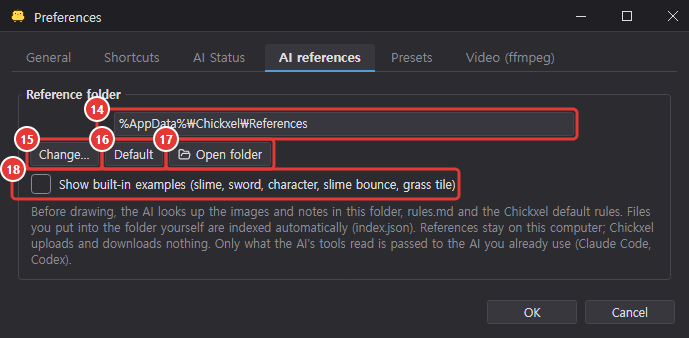 Preferences
General
Shortcuts
AI Status
AI references
Presets
Video (ffmpeg)
Reference folder
14
%AppData%₩Chickxel₩References
15
16
17
Change...
Default
Open folder
18
Show built-in examples (slime, sword, character, slime bounce, grass tile)
Before drawing, the AI looks up the images and notes in this folder, rules.md and the Chickxel default rules. Files
you put into the folder yourself are indexed automatically (index.json). References stay on this computer; Chickxel
uploads and downloads nothing. Only what the AI's tools read is passed to the AI you already use (Claude Code,
Codex).
OK
Cancel